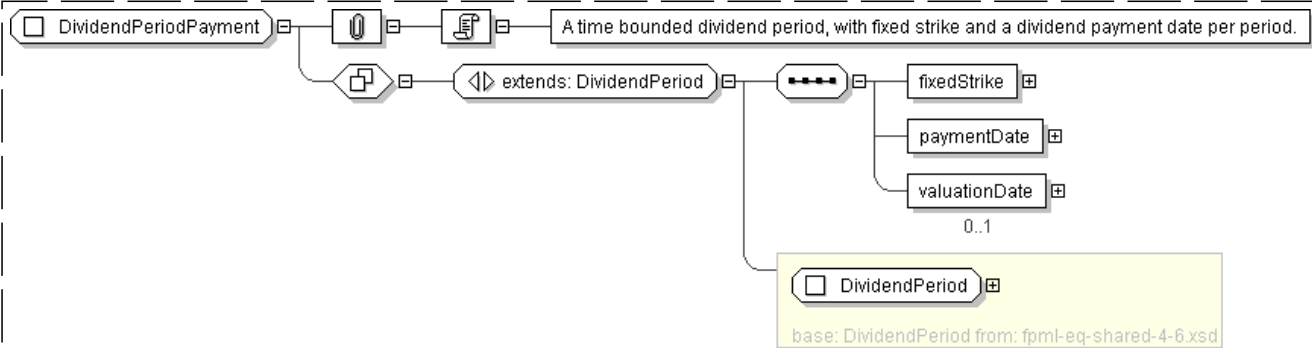 DividendPeriodPayment
A time bounded dividend period, with fixed strike and a dividend payment date per period.
extends: DividendPeriod
fixedStrike
paymentDate
valuationDate
0..1
DividendPeriod
base: DividendPeriod from: fpml-eq-shared-4-6.xsd